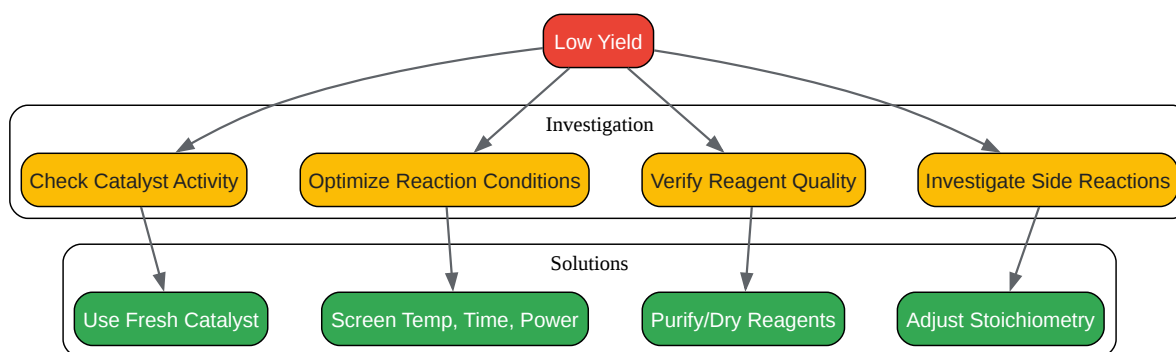 Low Yield
Investigation
Check Catalyst Activity
Optimize Reaction Conditions
Verify Reagent Quality
Investigate Side Reactions
Solutions
Use Fresh Catalyst
Screen Temp, Time, Power
Purify/Dry Reagents
Adjust Stoichiometry